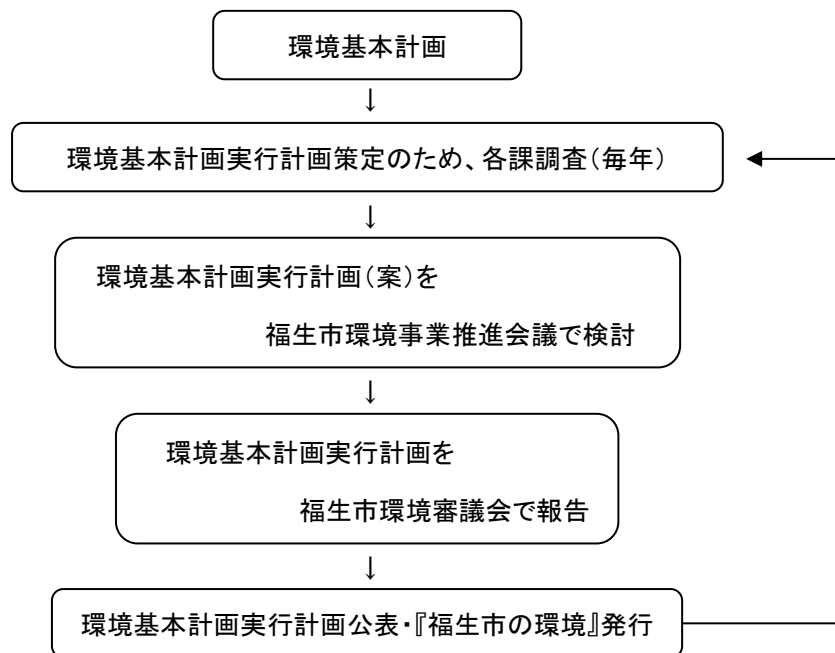 環境基本計画
↓
環境基本計画実行計画策定のため、各課調査（毎年）
↓
環境基本計画実行計画（案）を
福生市環境事業推進会議で検討
↓
環境基本計画実行計画を
福生市環境審議会で報告
↓
環境基本計画実行計画公表・『福生市の環境』発行